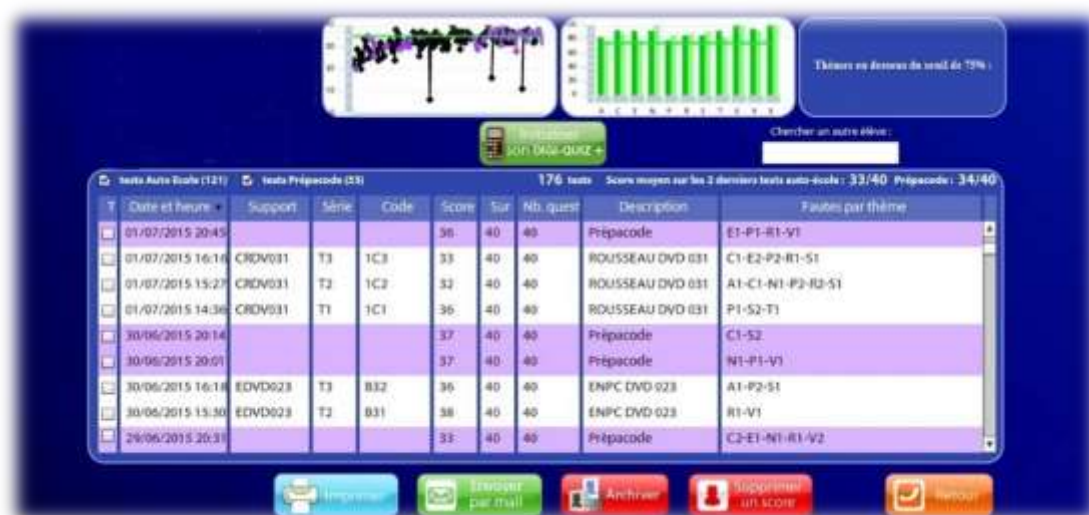 Thèmes en dessous du seuil de 75% :
A C E N P R S T V X X
son DIGI-QUIZ +
Chercher un autre élève :
tests Auto Ecole (121) tests Prépacode (55) 176 tests Score moyen sur les 2 derniers tests auto-école : 33/40 Prépacode : 34/40
T Date et heure Support Série Code Score Sur Nb. quest Description Fautes par thème
01/07/2015 20:45 36 40 40 Prépacode E1-P1-R1-V1
01/07/2015 16:16 CRDV031 T3 1C3 33 40 40 ROUSSEAU DVD 031 C1-E2-P2-R1-S1
01/07/2015 15:27 CRDV031 T2 1C2 32 40 40 ROUSSEAU DVD 031 A1-C1-N1-P2-R2-S1
01/07/2015 14:36 CRDV031 T1 1C1 36 40 40 ROUSSEAU DVD 031 P1-S2-T1
30/06/2015 20:14 37 40 40 Prépacode C1-S2
30/06/2015 20:01 37 40 40 Prépacode N1-P1-V1
30/06/2015 16:18 EDVD023 T3 B32 36 40 40 ENPC DVD 023 A1-P2-S1
30/06/2015 15:30 EDVD023 T2 B31 38 40 40 ENPC DVD 023 R1-V1
29/06/2015 20:31 33 40 40 Prépacode C2-E1-N1-R1-V2
Imprimer
Envoyer
par mail
Archiver
Supprimer
un score
Retour